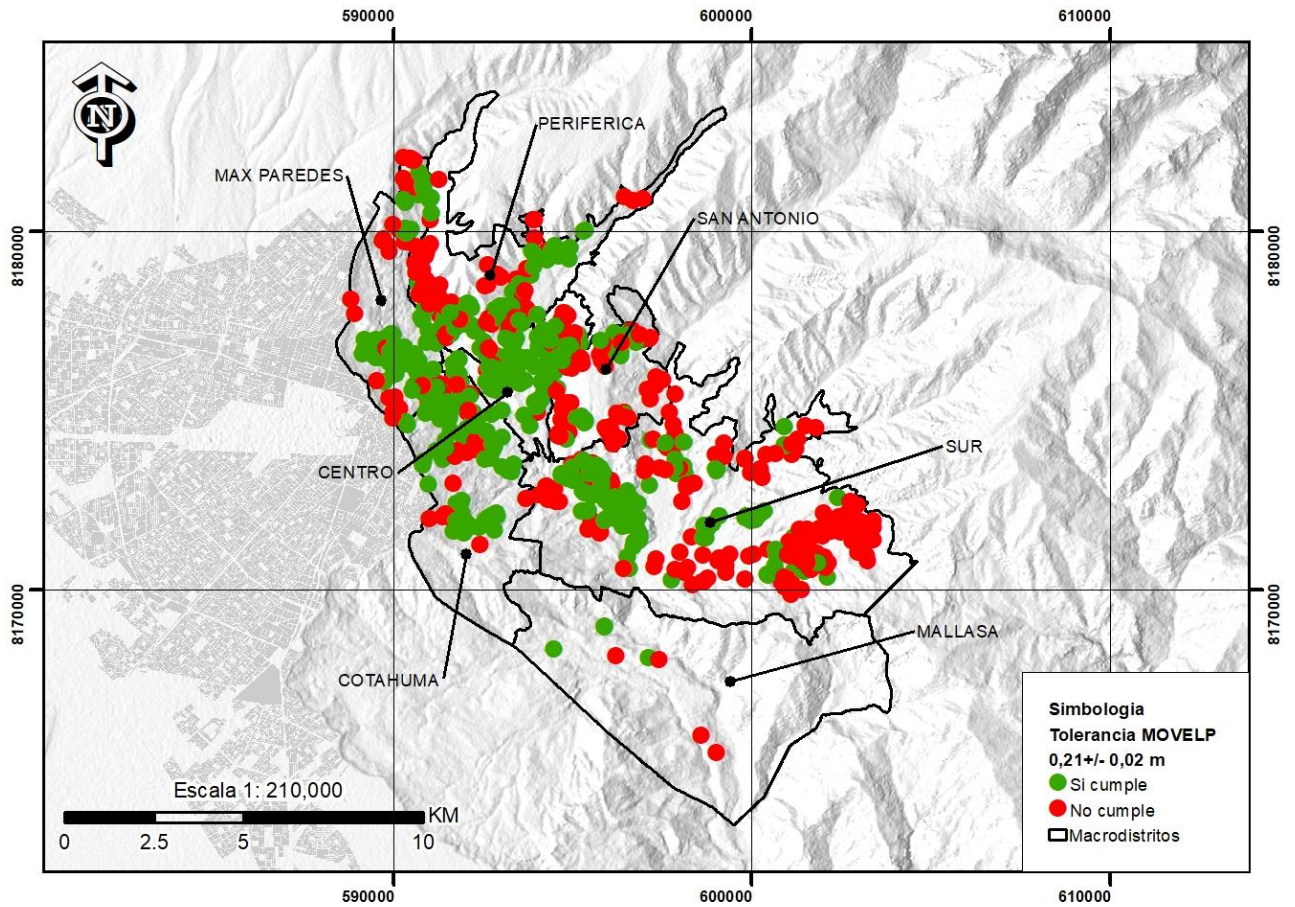 590000
600000
610000
N
PERIFERICA
MAX PAREDES
SAN ANTONIO
8180000
8180000
SUR
CENTRO
8170000
8170000
MALLASA
COTAHUMA
Simbologia
Tolerancia MOVELP
0,21+/- 0,02 m
Si cumple
No cumple
Macrodistritos
Escala 1: 210,000
KM
0 2.5 5 10
590000
600000
610000